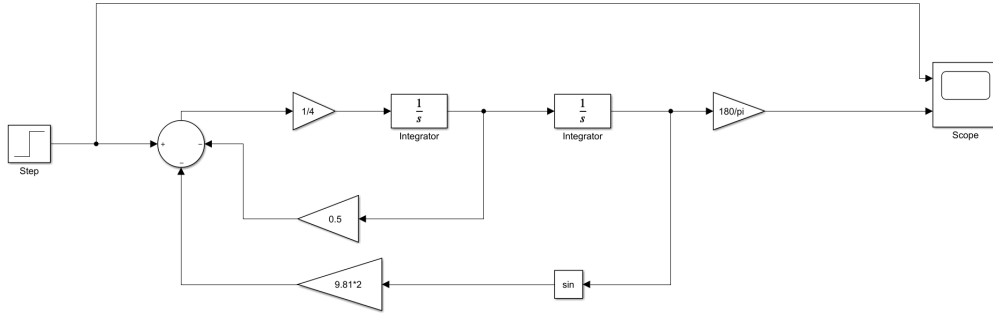 1/4
1
s
Integrator
1
s
Integrator
180/pi
Scope
+
−
−
Step
0.5
9.81*2
sin